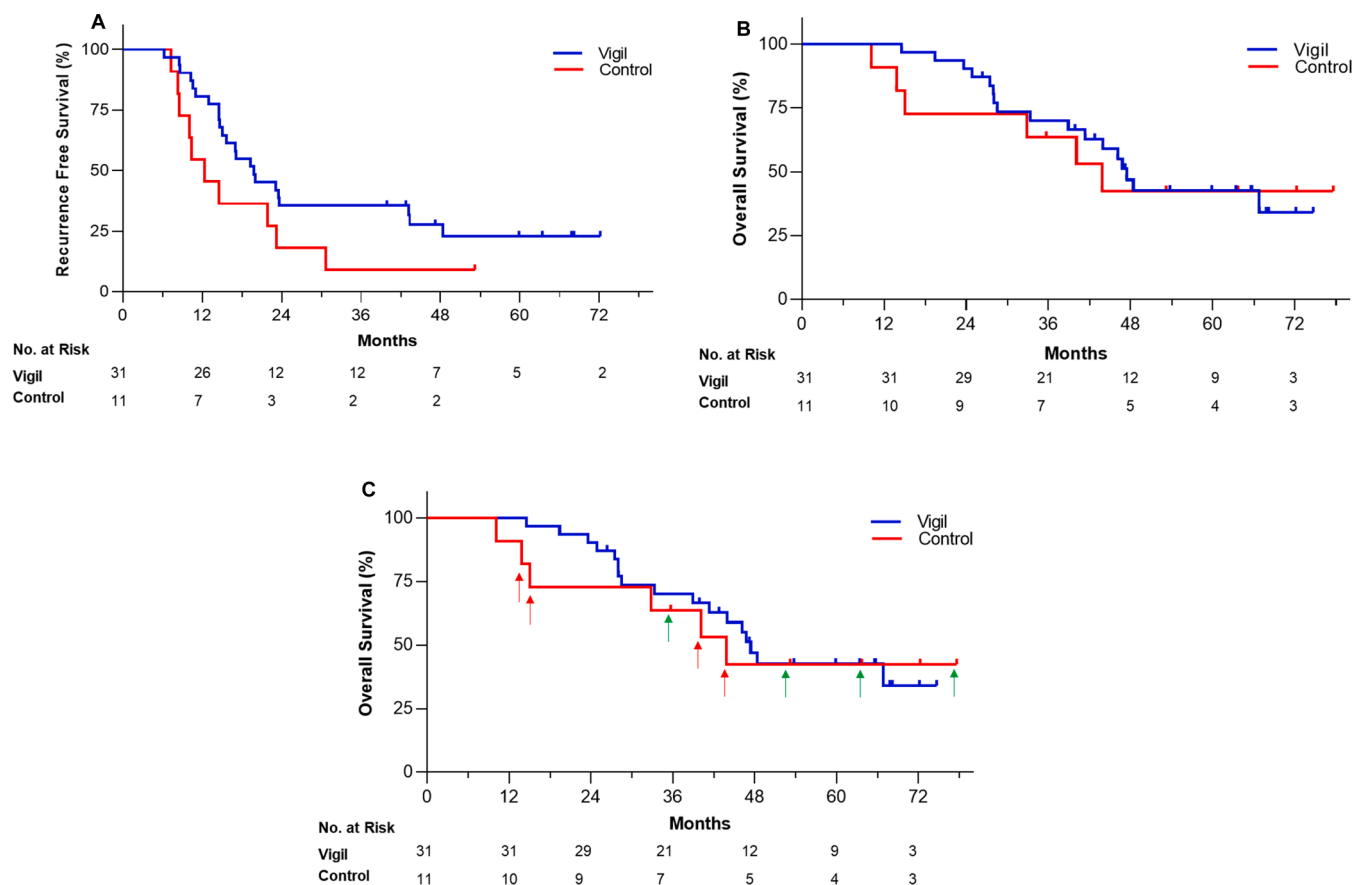 A
Recurrence Free Survival (%)
100
75
50
25
0
Vigil
Control
0 12 24 36 48 60 72
Months
No. at Risk
Vigil 31 26 12 12 7 5 2
Control 11 7 3 2 2
B
Overall Survival (%)
100
75
50
25
0
Vigil
Control
0 12 24 36 48 60 72
Months
No. at Risk
Vigil 31 31 29 21 12 9 3
Control 11 10 9 7 5 4 3
C
Overall Survival (%)
100
75
50
25
0
Vigil
Control
0 12 24 36 48 60 72
Months
No. at Risk
Vigil 31 31 29 21 12 9 3
Control 11 10 9 7 5 4 3